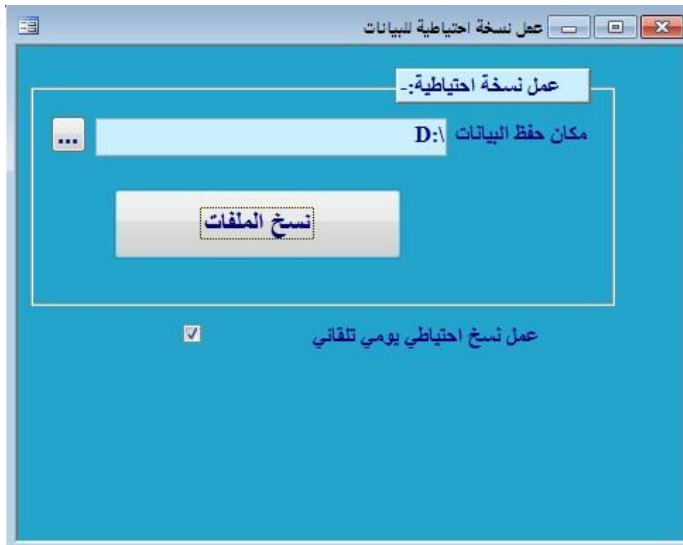 عمل نسخة احتياطية للبيانات
عمل نسخة احتياطية:-
مكان حفظ البيانات D:\ ...
نسخ الملفات
عمل نسخ احتياطي يومي تلقائي